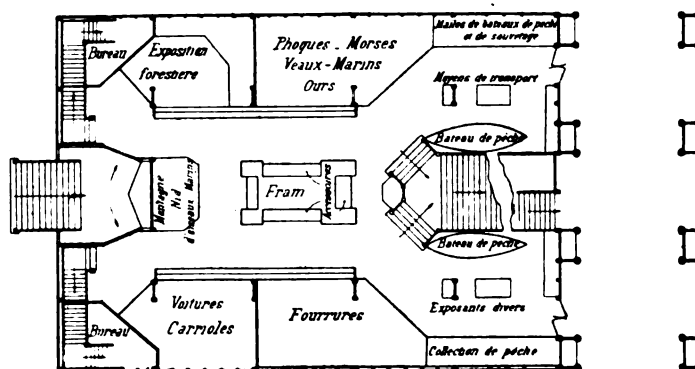 Bureau
Exposition
forestière
Phoques - Morses
Veaux-Marins
Ours
Modèles de bateaux de pêche
et de sauvetage
Moyens de transport
Bateau de pêche
Montagne
Nid
d'oiseaux Marins
Fram
Accessoires
Bateau de pêche
Exposants divers
Bureau
Voitures
Carrioles
Fourrures
Collection de pêche